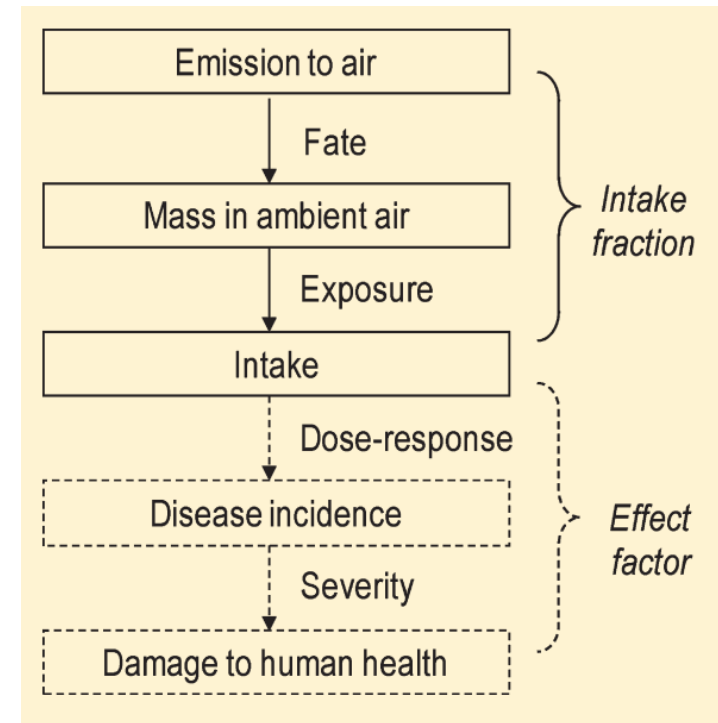 Emission to air
Fate
Mass in ambient air
Intake
fraction
Exposure
Intake
Dose-response
Disease incidence
Effect
factor
Severity
Damage to human health